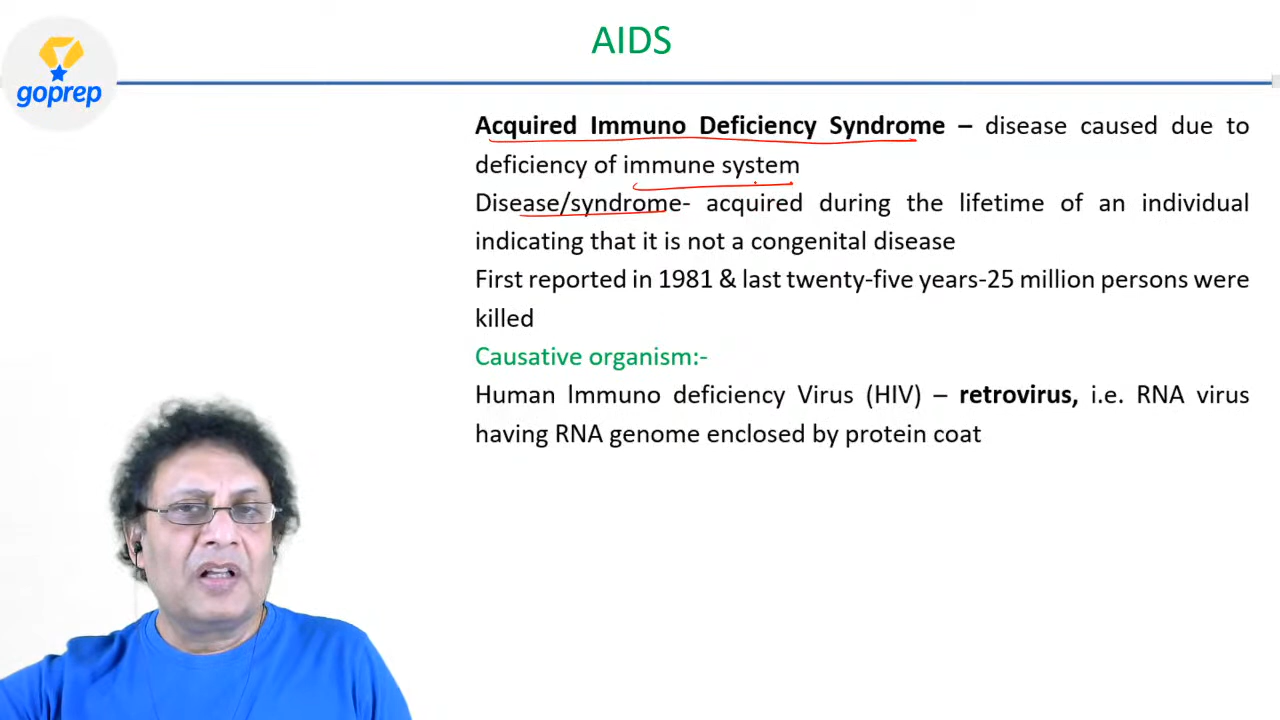 AIDS
goprep
Acquired Immuno Deficiency Syndrome – disease caused due to
deficiency of immune system
Disease/syndrome- acquired during the lifetime of an individual
indicating that it is not a congenital disease
First reported in 1981 & last twenty-five years-25 million persons were
killed
Causative organism:-
Human Immuno deficiency Virus (HIV) – retrovirus, i.e. RNA virus
having RNA genome enclosed by protein coat